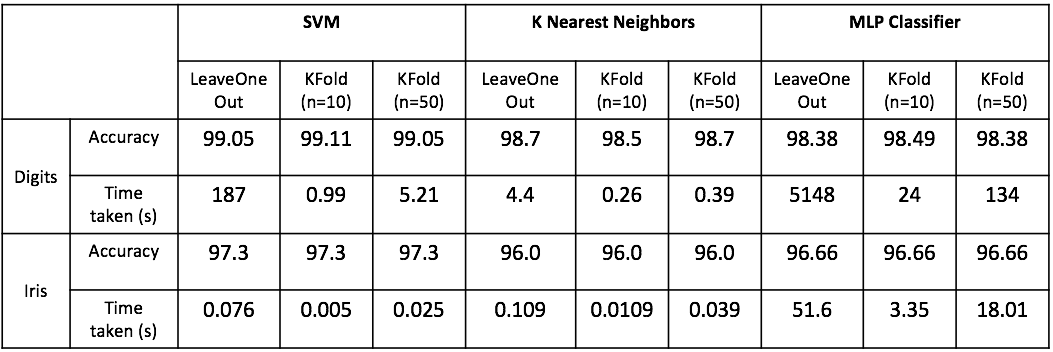 SVM K Nearest Neighbors MLP Classifier
LeaveOne KFold KFold LeaveOne KFold KFold LeaveOne KFold KFold
Out (n=10) (n=50) Out (n=10) (n=50) Out (n=10) (n=50)
Digits
Accuracy 99.05 99.11 99.05 98.7 98.5 98.7 98.38 98.49 98.38
Time
taken (s) 187 0.99 5.21 4.4 0.26 0.39 5148 24 134
Iris
Accuracy 97.3 97.3 97.3 96.0 96.0 96.0 96.66 96.66 96.66
Time
taken (s) 0.076 0.005 0.025 0.109 0.0109 0.039 51.6 3.35 18.01